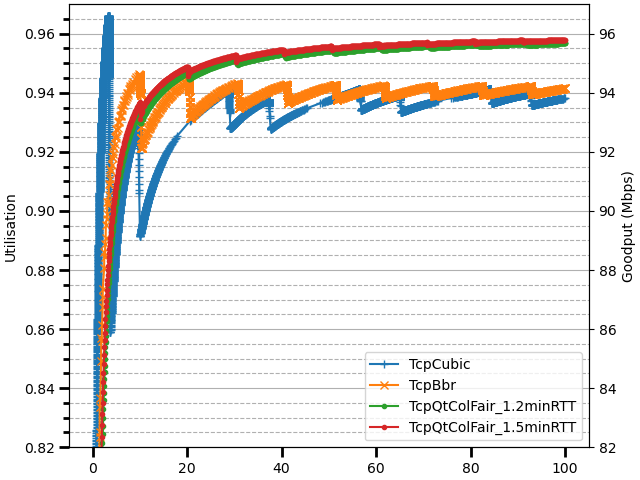 0.96
0.94
0.92
0.90
0.88
0.86
0.84
0.82
Utilisation
96
94
92
90
88
86
84
82
Goodput (Mbps)
TcpCubic
TcpBbr
TcpQtColFair_1.2minRTT
TcpQtColFair_1.5minRTT
0 20 40 60 80 100